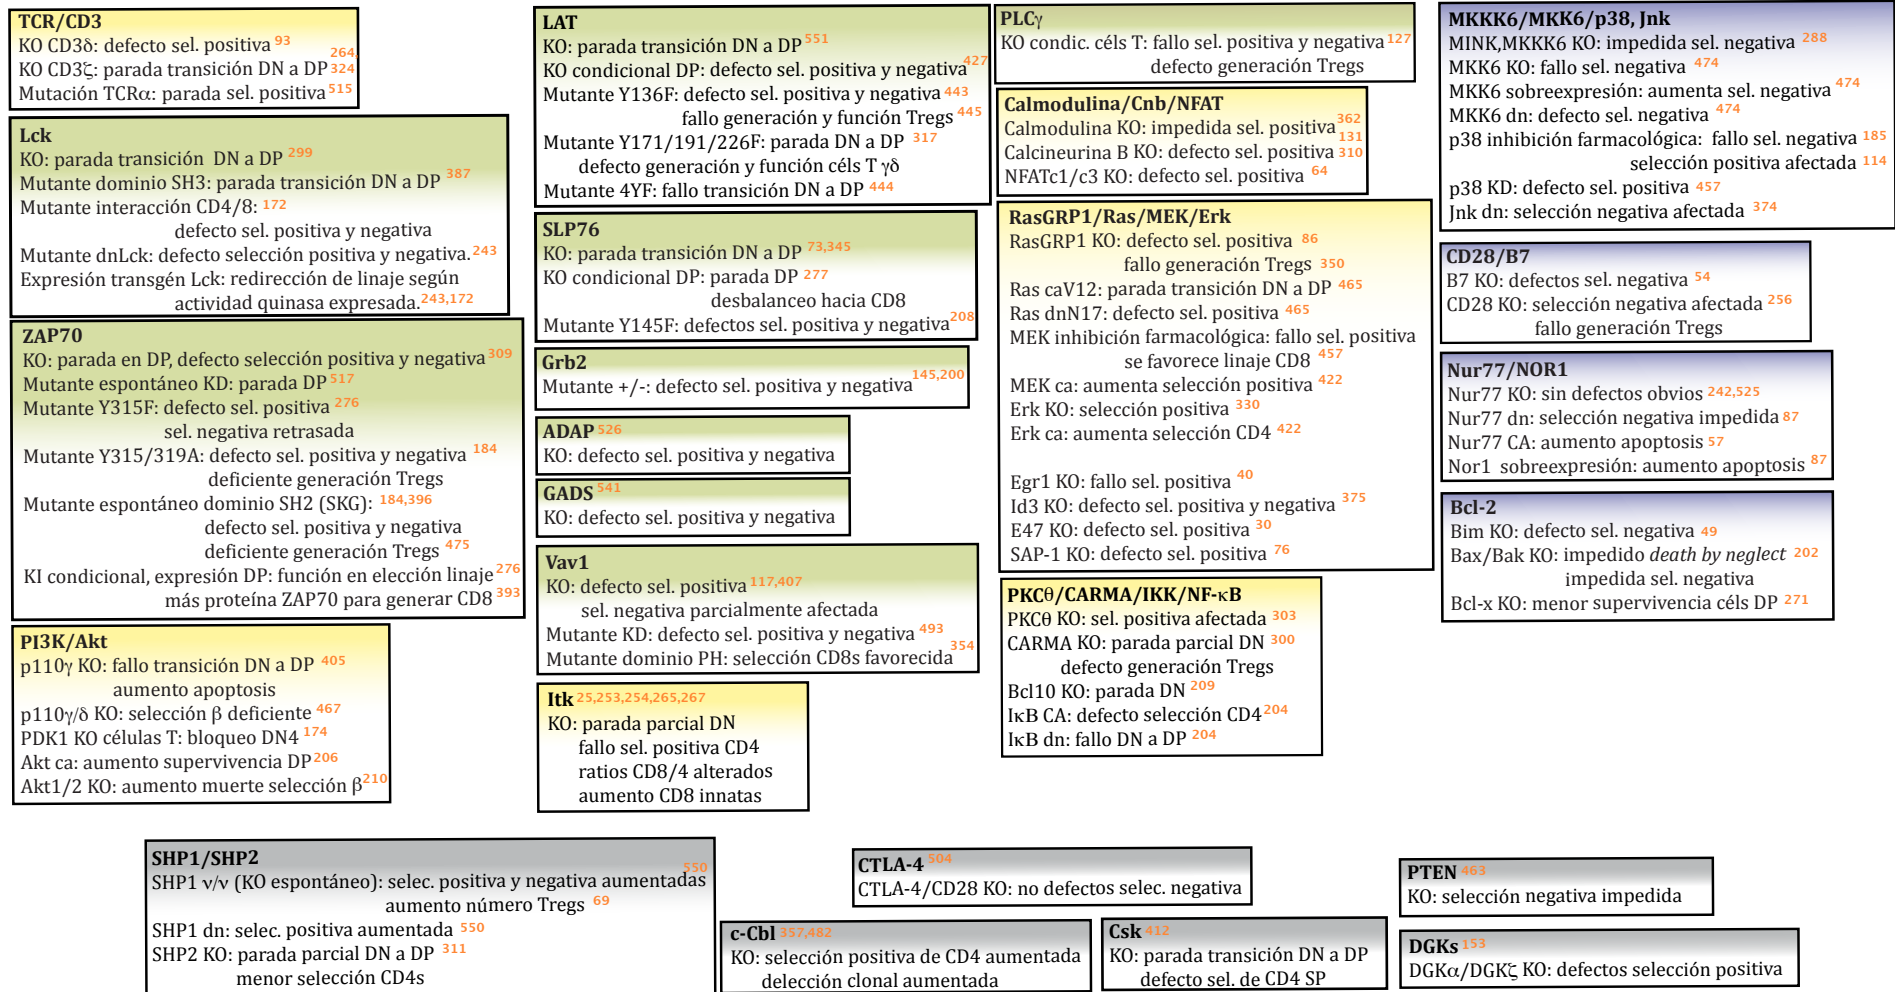 TCR/CD3
KO CD3δ: defecto sel. positiva 93
KO CD3ζ: parada transición DN a DP 264, 324
Mutación TCRα: parada sel. positiva 515
Lck
KO: parada transición DN a DP 299
Mutante dominio SH3: parada transición DN a DP 387
Mutante interacción CD4/8: 172
defecto sel. positiva y negativa
Mutante dnLck: defecto selección positiva y negativa. 243
Expresión transgén Lck: redirección de linaje según
actividad quinasa expresada. 243,172
ZAP70
KO: parada en DP, defecto selección positiva y negativa 309
Mutante espontáneo KD: parada DP 517
Mutante Y315F: defecto sel. positiva 276
sel. negativa retrasada
Mutante Y315/319A: defecto sel. positiva y negativa 184
deficiente generación Tregs
Mutante espontáneo dominio SH2 (SKG): 184,396
defecto sel. positiva y negativa
deficiente generación Tregs 475
KI condicional, expresión DP: función en elección linaje 276
más proteína ZAP70 para generar CD8 393
PI3K/Akt
p110γ KO: fallo transición DN a DP 405
aumento apoptosis
p110γ/δ KO: selección β deficiente 467
PDK1 KO células T: bloqueo DN4 174
Akt ca: aumento supervivencia DP 206
Akt1/2 KO: aumento muerte selección β 210
LAT
KO: parada transición DN a DP 551
KO condicional DP: defecto sel. positiva y negativa 427
Mutante Y136F: defecto sel. positiva y negativa 443
fallo generación y función Tregs 445
Mutante Y171/191/226F: parada DN a DP 317
defecto generación y función céls T γδ
Mutante 4YF: fallo transición DN a DP 444
SLP76
KO: parada transición DN a DP 73,345
KO condicional DP: parada DP 277
desbalanceo hacia CD8
Mutante Y145F: defectos sel. positiva y negativa 208
Grb2
Mutante +/-: defecto sel. positiva y negativa 145,200
ADAP 526
KO: defecto sel. positiva y negativa
GADS 541
KO: defecto sel. positiva y negativa
Vav1
KO: defecto sel. positiva 117,407
sel. negativa parcialmente afectada
Mutante KD: defecto sel. positiva y negativa 493
Mutante dominio PH: selección CD8s favorecida 354
Itk 25,253,254,265,267
KO: parada parcial DN
fallo sel. positiva CD4
ratios CD8/4 alterados
aumento CD8 innatas
PLCγ
KO condic. céls T: fallo sel. positiva y negativa 127
defecto generación Tregs
Calmodulina/Cnb/NFAT
Calmodulina KO: impedida sel. positiva 362
Calcineurina B KO: defecto sel. positiva 131 310
NFATc1/c3 KO: defecto sel. positiva 64
RasGRP1/Ras/MEK/Erk
RasGRP1 KO: defecto sel. positiva 86
fallo generación Tregs 350
Ras caV12: parada transición DN a DP 465
Ras dnN17: defecto sel. positiva 465
MEK inhibición farmacológica: fallo sel. positiva
se favorece linaje CD8 457
MEK ca: aumenta selección positiva 422
Erk KO: selección positiva 330
Erk ca: aumenta selección CD4 422
Egr1 KO: fallo sel. positiva 40
Id3 KO: defecto sel. positiva y negativa 375
E47 KO: defecto sel. positiva 30
SAP-1 KO: defecto sel. positiva 76
PKCθ/CARMA/IKK/NF-κB
PKCθ KO: sel. positiva afectada 303
CARMA KO: parada parcial DN 300
defecto generación Tregs
Bcl10 KO: parada DN 209
IκB CA: defecto selección CD4 204
IκB dn: fallo DN a DP 204
MKKK6/MKK6/p38, Jnk
MINK,MKKK6 KO: impedida sel. negativa 288
MKK6 KO: fallo sel. negativa 474
MKK6 sobreexpresión: aumenta sel. negativa 474
MKK6 dn: defecto sel. negativa 474
p38 inhibición farmacológica: fallo sel. negativa 185
selección positiva afectada 114
p38 KD: defecto sel. positiva 457
Jnk dn: selección negativa afectada 374
CD28/B7
B7 KO: defectos sel. negativa 54
CD28 KO: selección negativa afectada 256
fallo generación Tregs
Nur77/NOR1
Nur77 KO: sin defectos obvios 242,525
Nur77 dn: selección negativa impedida 87
Nur77 CA: aumento apoptosis 57
Nor1 sobreexpresión: aumento apoptosis 87
Bcl-2
Bim KO: defecto sel. negativa 49
Bax/Bak KO: impedido death by neglect 202
impedida sel. negativa
Bcl-x KO: menor supervivencia céls DP 271
SHP1/SHP2
SHP1 ν/ν (KO espontáneo): selec. positiva y negativa aumentadas 550
aumento número Tregs 69
SHP1 dn: selec. positiva aumentada 550
SHP2 KO: parada parcial DN a DP 311
menor selección CD4s
CTLA-4 504
CTLA-4/CD28 KO: no defectos selec. negativa
c-Cbl 357,482
KO: selección positiva de CD4 aumentada
delección clonal aumentada
Csk 412
KO: parada transición DN a DP
defecto sel. de CD4 SP
PTEN 463
KO: selección negativa impedida
DGKs 153
DGKα/DGKζ KO: defectos selección positiva